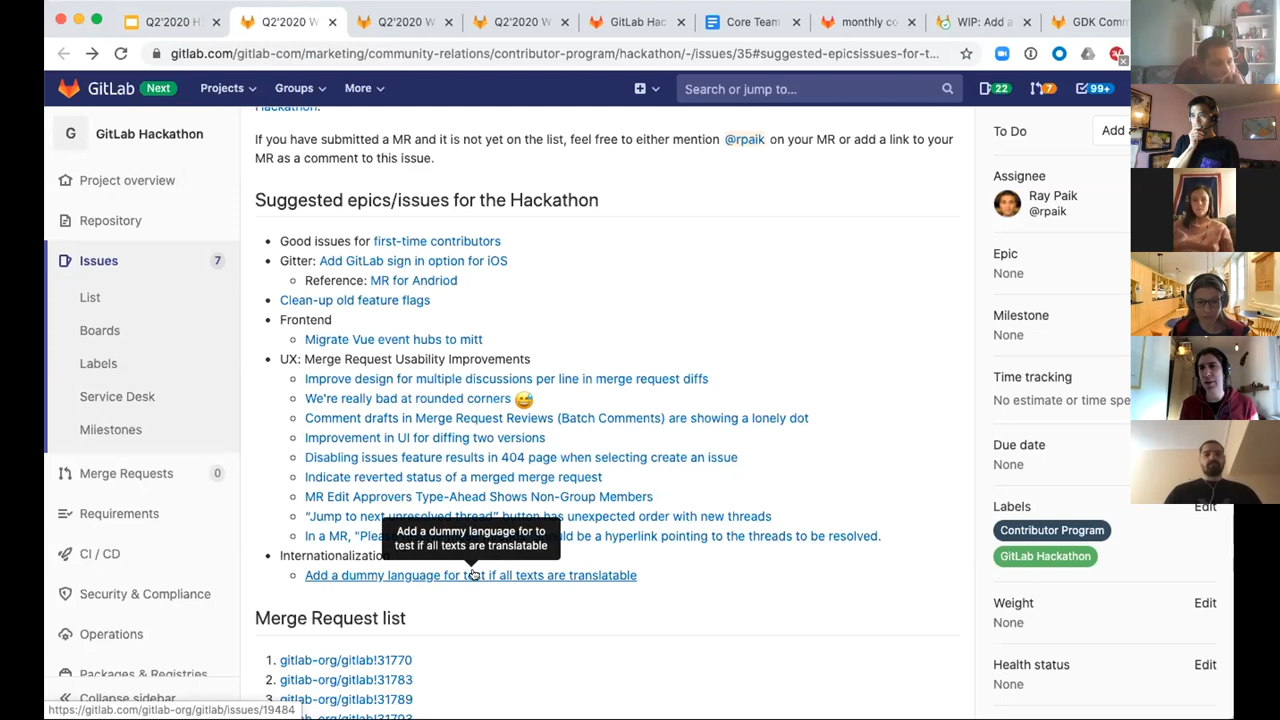 Q2'2020 H
Q2'2020 W
Q2'2020 W
Q2'2020 W
GitLab Hac
Core Team
monthly co
WIP: Add a
GDK Comm
gitlab.com/gitlab-com/marketing/community-relations/contributor-program/hackathon/-/issues/35#suggested-epicsissues-for-t...
GitLab Next Projects Groups More Search or jump to... 22 7 99+
G GitLab Hackathon
Project overview
Repository
Issues 7
List
Boards
Labels
Service Desk
Milestones
Merge Requests 0
Requirements
CI / CD
Security & Compliance
Operations
Packages & Registries
Collapse sidebar
https://gitlab.com/gitlab-org/gitlab/issues/19484
Hackathon.
If you have submitted a MR and it is not yet on the list, feel free to either mention @rpaik on your MR or add a link to your
MR as a comment to this issue.
Suggested epics/issues for the Hackathon
Good issues for first-time contributors
Gitter: Add GitLab sign in option for iOS
Reference: MR for Andriod
Clean-up old feature flags
Frontend
Migrate Vue event hubs to mitt
UX: Merge Request Usability Improvements
Improve design for multiple discussions per line in merge request diffs
We're really bad at rounded corners 😅
Comment drafts in Merge Request Reviews (Batch Comments) are showing a lonely dot
Improvement in UI for diffing two versions
Disabling issues feature results in 404 page when selecting create an issue
Indicate reverted status of a merged merge request
MR Edit Approvers Type-Ahead Shows Non-Group Members
“Jump to next unresolved thread” button has unexpected order with new threads
In a MR, "Plea be a hyperlink pointing to the threads to be resolved.
Add a dummy language for to
test if all texts are translatable
Internationalization
Add a dummy language for test if all texts are translatable
Merge Request list
1. gitlab-org/gitlab!31770
2. gitlab-org/gitlab!31783
3. gitlab-org/gitlab!31789
gitlab-org/gitlab!31793
To Do Add
Assignee
Ray Paik
@rpaik
Epic
None
Milestone
None
Time tracking
No estimate or time spe
Due date
None
Labels Edit
Contributor Program
GitLab Hackathon
Weight Edit
None
Health status Edit
None